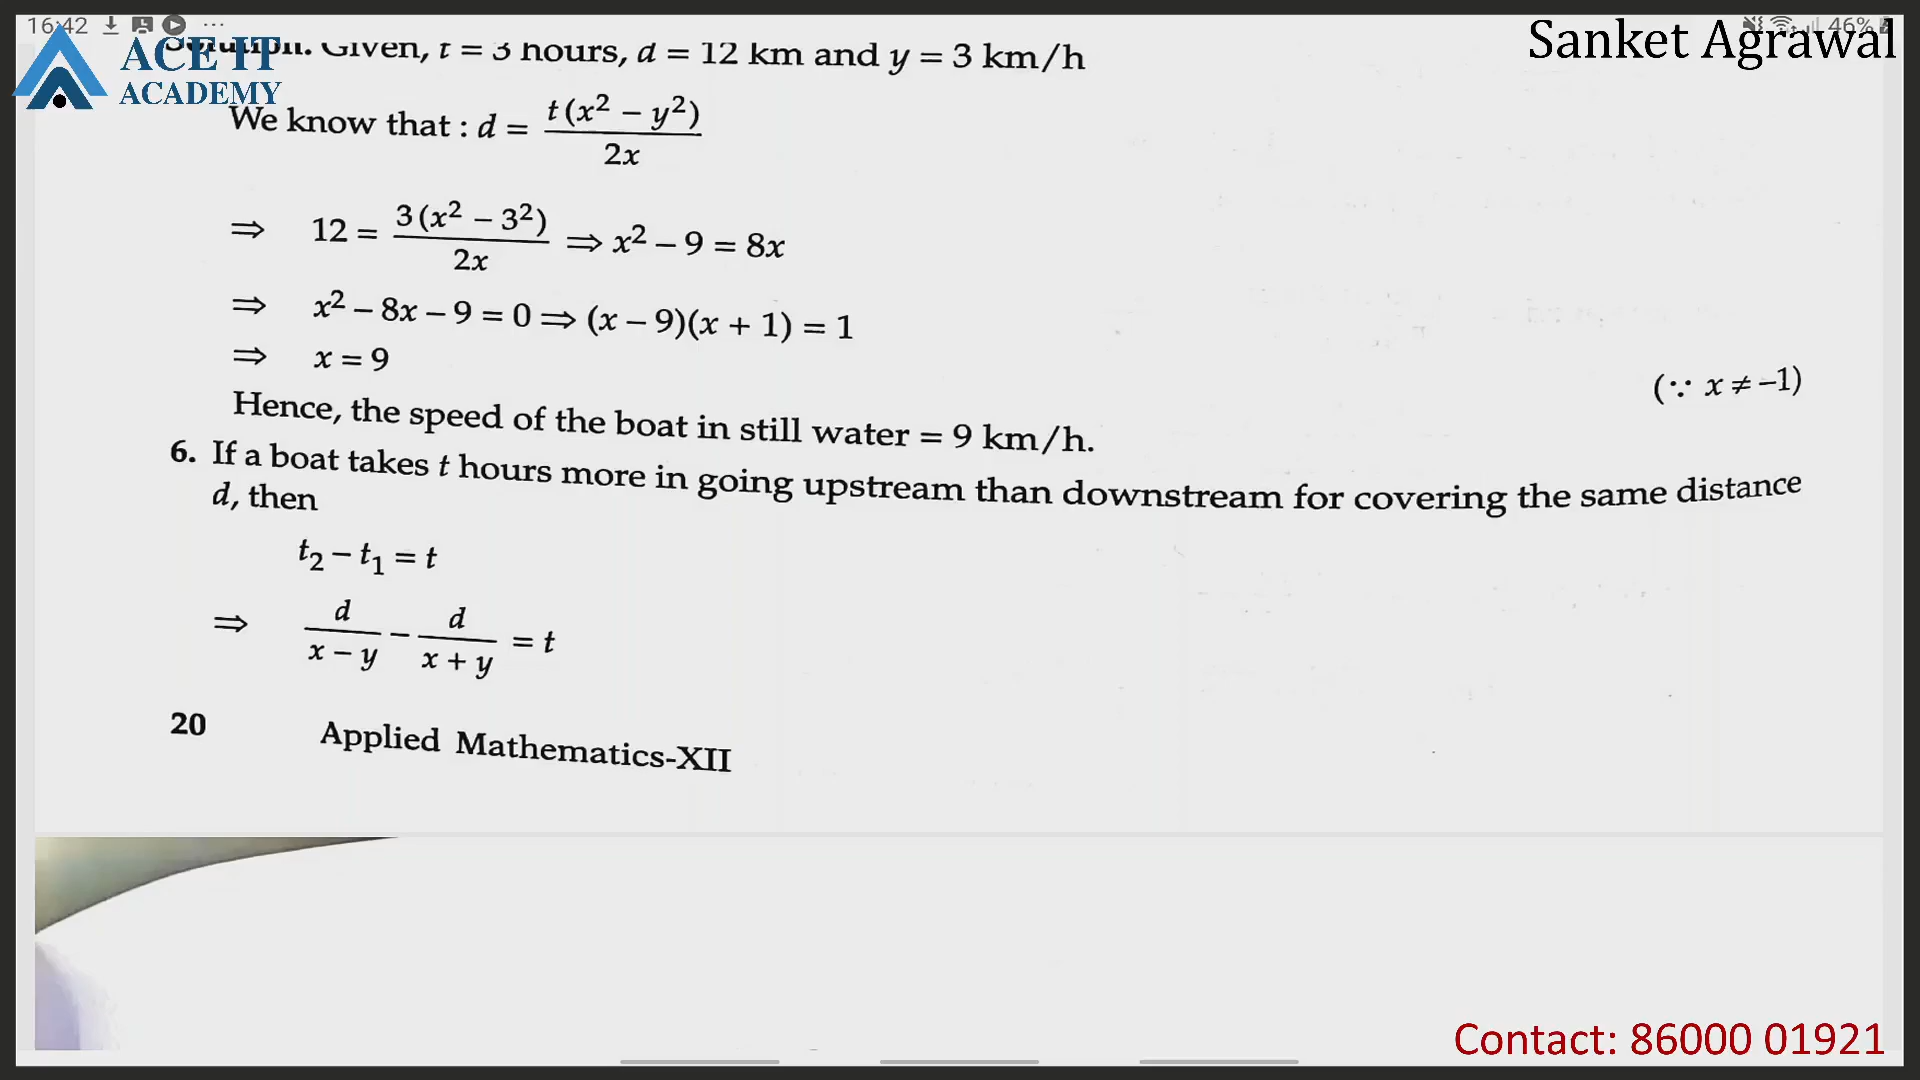 16:42
46%
Sanket Agrawal
ACE IT
ACADEMY
Solution. Given, t = 3 hours, d = 12 km and y = 3 km/h
We know that : d = t(x² − y²) / 2x
⇒ 12 = 3(x² − 3²) / 2x ⇒ x² − 9 = 8x
⇒ x² − 8x − 9 = 0 ⇒ (x − 9)(x + 1) = 1
⇒ x = 9 (∵ x ≠ −1)
Hence, the speed of the boat in still water = 9 km/h.
6. If a boat takes t hours more in going upstream than downstream for covering the same distance
d, then
t₂ − t₁ = t
⇒ d / (x − y) − d / (x + y) = t
20 Applied Mathematics-XII
Contact: 86000 01921